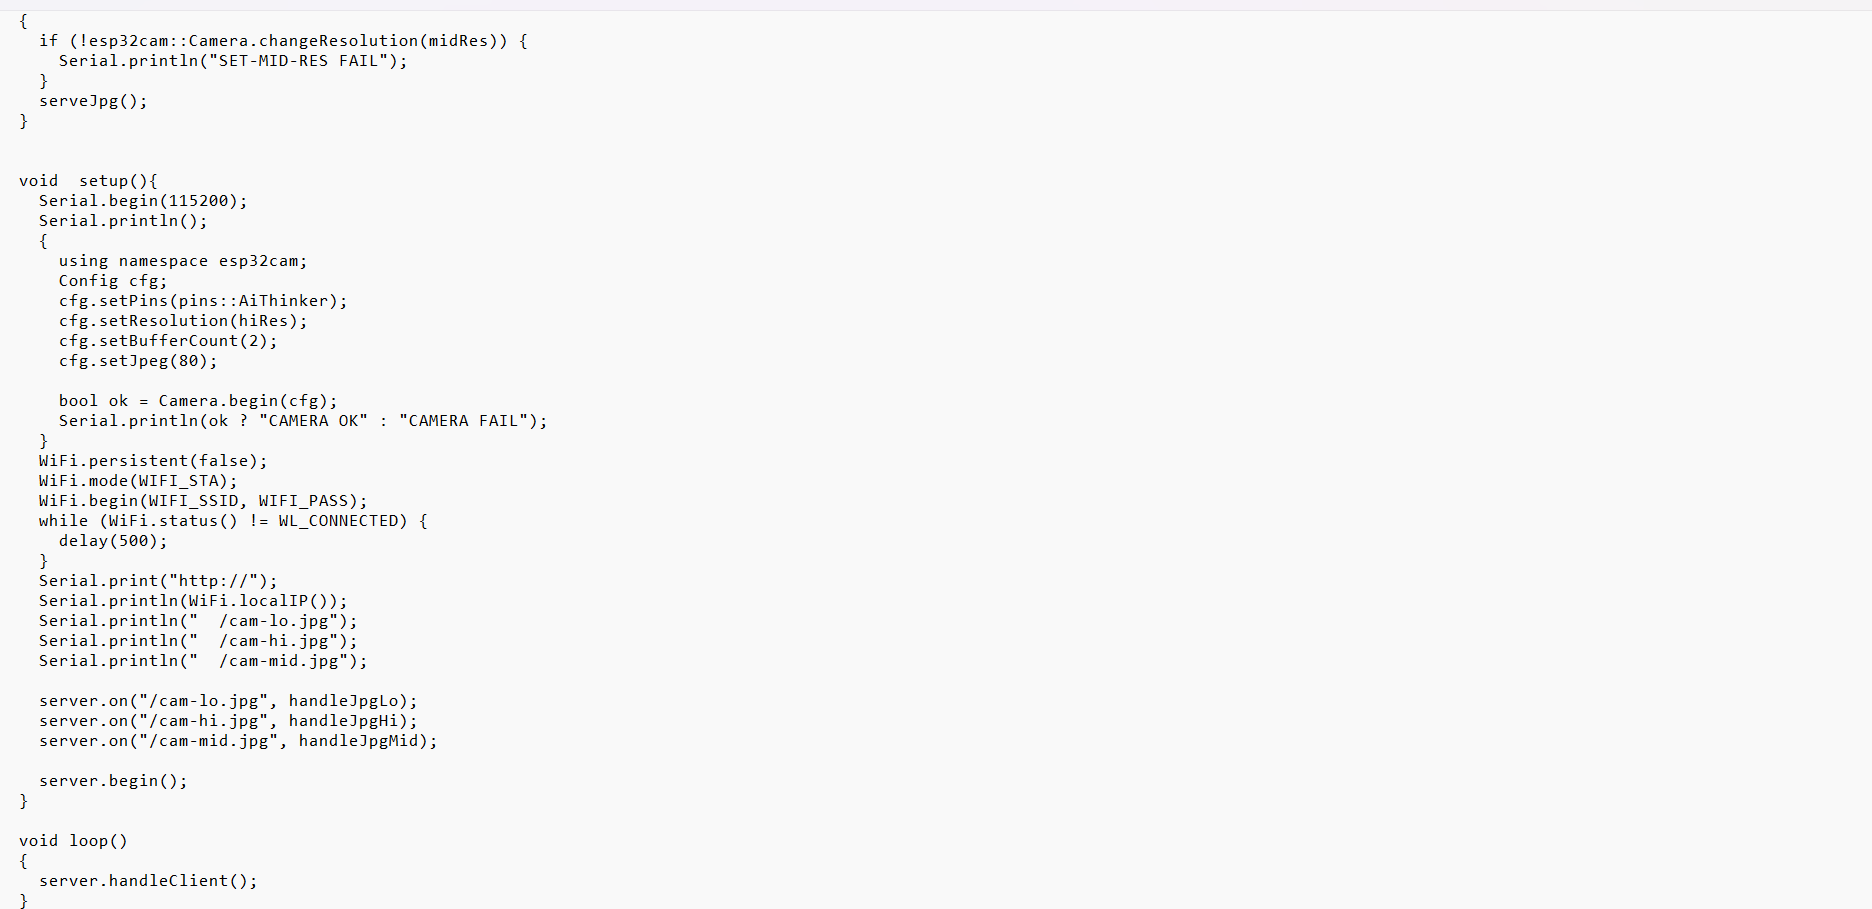 {
  if (!esp32cam::Camera.changeResolution(midRes)) {
    Serial.println("SET-MID-RES FAIL");
  }
  serveJpg();
}


void  setup(){
  Serial.begin(115200);
  Serial.println();
  {
    using namespace esp32cam;
    Config cfg;
    cfg.setPins(pins::AiThinker);
    cfg.setResolution(hiRes);
    cfg.setBufferCount(2);
    cfg.setJpeg(80);

    bool ok = Camera.begin(cfg);
    Serial.println(ok ? "CAMERA OK" : "CAMERA FAIL");
  }
  WiFi.persistent(false);
  WiFi.mode(WIFI_STA);
  WiFi.begin(WIFI_SSID, WIFI_PASS);
  while (WiFi.status() != WL_CONNECTED) {
    delay(500);
  }
  Serial.print("http://");
  Serial.println(WiFi.localIP());
  Serial.println("  /cam-lo.jpg");
  Serial.println("  /cam-hi.jpg");
  Serial.println("  /cam-mid.jpg");

  server.on("/cam-lo.jpg", handleJpgLo);
  server.on("/cam-hi.jpg", handleJpgHi);
  server.on("/cam-mid.jpg", handleJpgMid);

  server.begin();
}

void loop()
{
  server.handleClient();
}